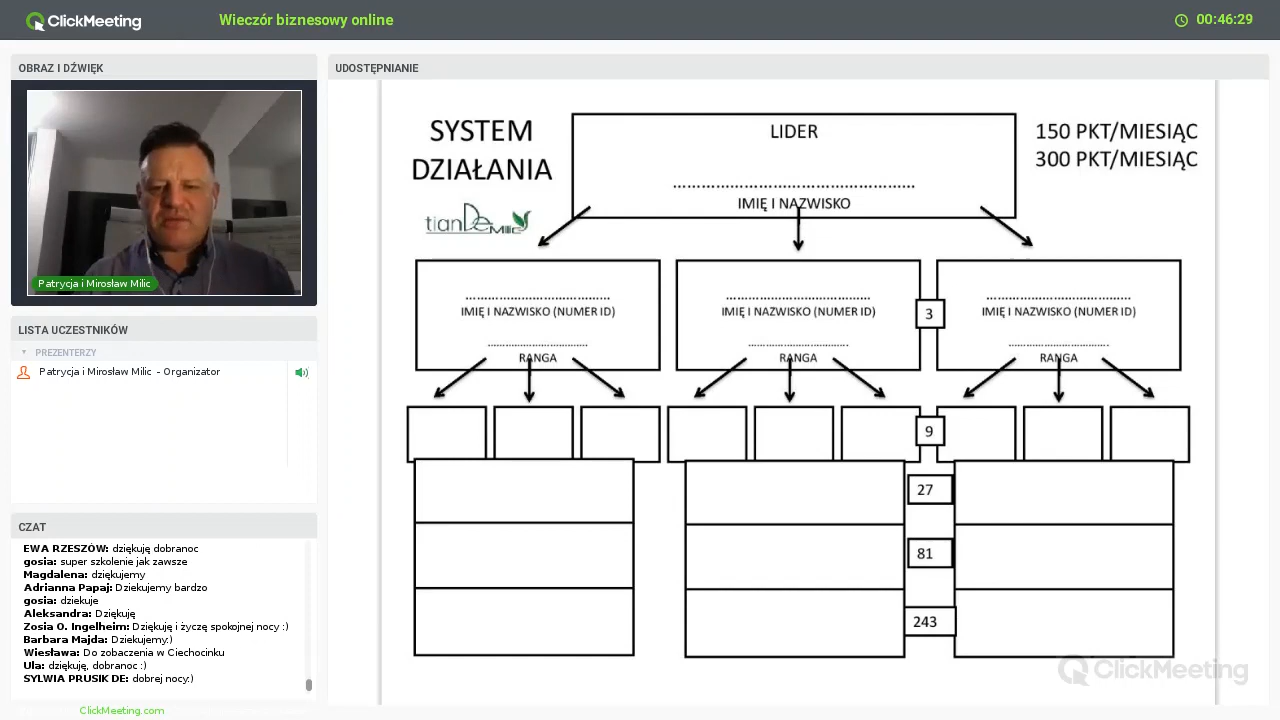 ClickMeeting
Wieczór biznesowy online
00:46:29
OBRAZ I DŹWIĘK
Patrycja i Mirosław Milic
LISTA UCZESTNIKÓW
PREZENTERZY
Patrycja i Mirosław Milic - Organizator
CZAT
EWA RZESZÓW: dziękuję dobranoc
gosia: super szkolenie jak zawsze
Magdalena: dziękujemy
Adrianna Papaj: Dziekujemy bardzo
gosia: dziekuje
Aleksandra: Dziękuję
Zosia O. Ingelheim: Dziękuję i życzę spokojnej nocy :)
Barbara Majda: Dziekujemy:)
Wiesława: Do zobaczenia w Ciechocinku
Ula: dziękuję, dobranoc :)
SYLWIA PRUSIK DE: dobrej nocy:)
ClickMeeting.com
UDOSTĘPNIANIE
SYSTEM
DZIAŁANIA
tianDe Milic
LIDER
IMIĘ I NAZWISKO
150 PKT/MIESIĄC
300 PKT/MIESIĄC
IMIĘ I NAZWISKO (NUMER ID)
RANGA
IMIĘ I NAZWISKO (NUMER ID)
RANGA
3
IMIĘ I NAZWISKO (NUMER ID)
RANGA
9
27
81
243
ClickMeeting